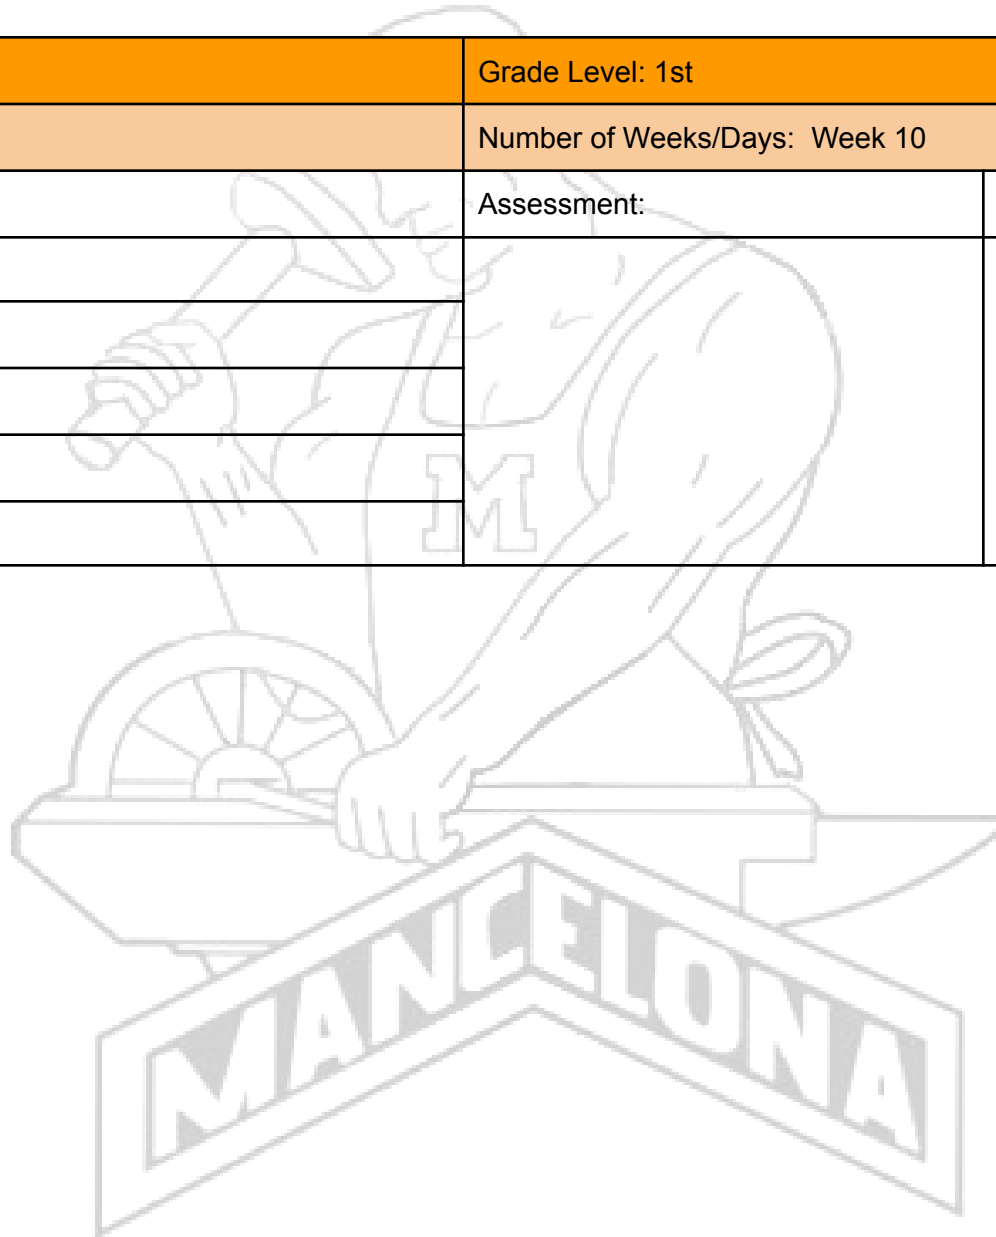 Grade Level: 1st
Number of Weeks/Days: Week 10
Assessment:
M
MANCELONA